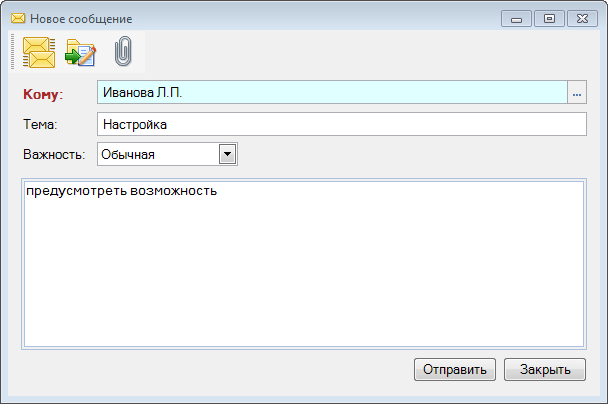 Новое сообщение
Кому: Иванова Л.П. ...
Тема: Настройка
Важность: Обычная
предусмотреть возможность
Отправить Закрыть